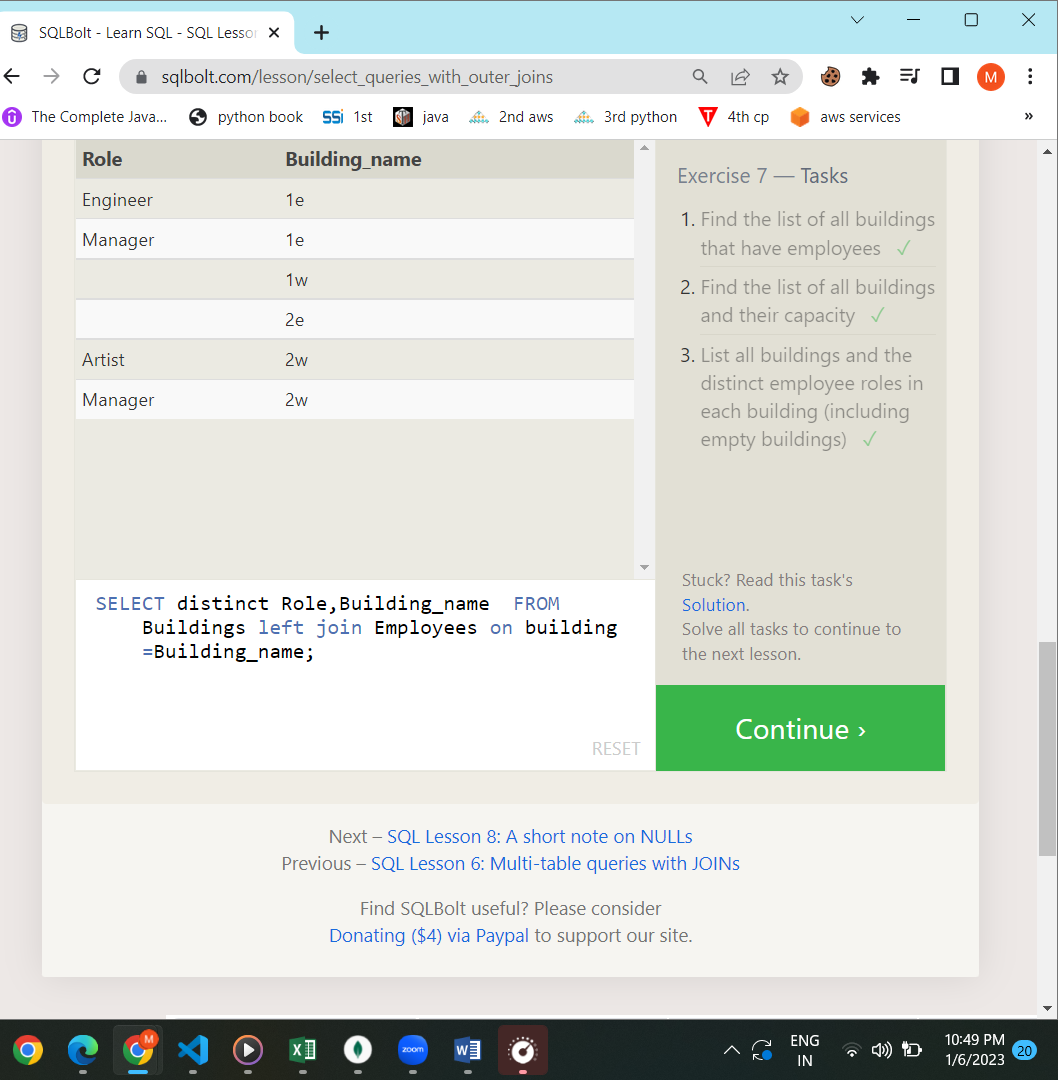 SQLBolt - Learn SQL - SQL Lesson
sqlbolt.com/lesson/select_queries_with_outer_joins
M
The Complete Java...
python book
SSi 1st
java
2nd aws
3rd python
4th cp
aws services
»
Role Building_name
Engineer 1e
Manager 1e
1w
2e
Artist 2w
Manager 2w
SELECT distinct Role,Building_name FROM
Buildings left join Employees on building
=Building_name;
RESET
Exercise 7 — Tasks
1. Find the list of all buildings
that have employees ✓
2. Find the list of all buildings
and their capacity ✓
3. List all buildings and the
distinct employee roles in
each building (including
empty buildings) ✓
Stuck? Read this task's
Solution.
Solve all tasks to continue to
the next lesson.
Continue ›
Next – SQL Lesson 8: A short note on NULLs
Previous – SQL Lesson 6: Multi-table queries with JOINs
Find SQLBolt useful? Please consider
Donating ($4) via Paypal to support our site.
M
zoom
ENG
IN
10:49 PM
1/6/2023
20